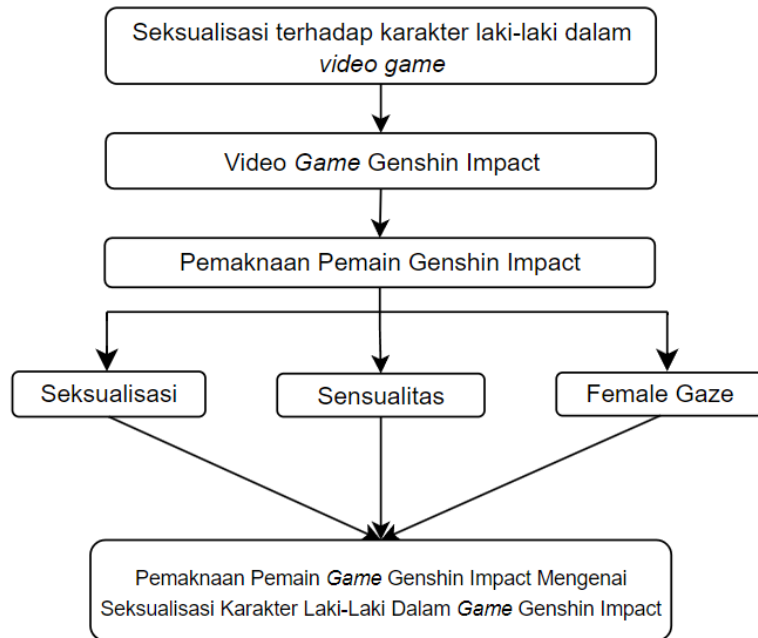 Seksualisasi terhadap karakter laki-laki dalam
video game
Video Game Genshin Impact
Pemaknaan Pemain Genshin Impact
Seksualisasi
Sensualitas
Female Gaze
Pemaknaan Pemain Game Genshin Impact Mengenai
Seksualisasi Karakter Laki-Laki Dalam Game Genshin Impact